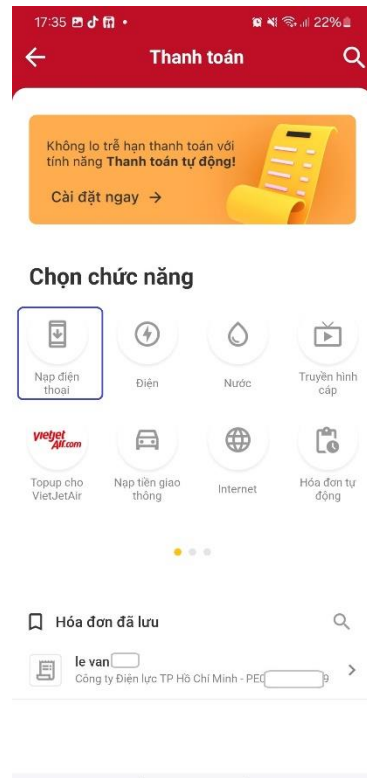 17:35 22%
Thanh toán
Không lo trễ hạn thanh toán với
tính năng Thanh toán tự động!
Cài đặt ngay →
Chọn chức năng
Nạp điện
thoại
Điện
Nước
Truyền hình
cáp
vietjet
Air.com
Topup cho
VietJetAir
Nạp tiền giao
thông
Internet
Hóa đơn tự
động
Hóa đơn đã lưu
le van
Công ty Điện lực TP Hồ Chí Minh - PE 9